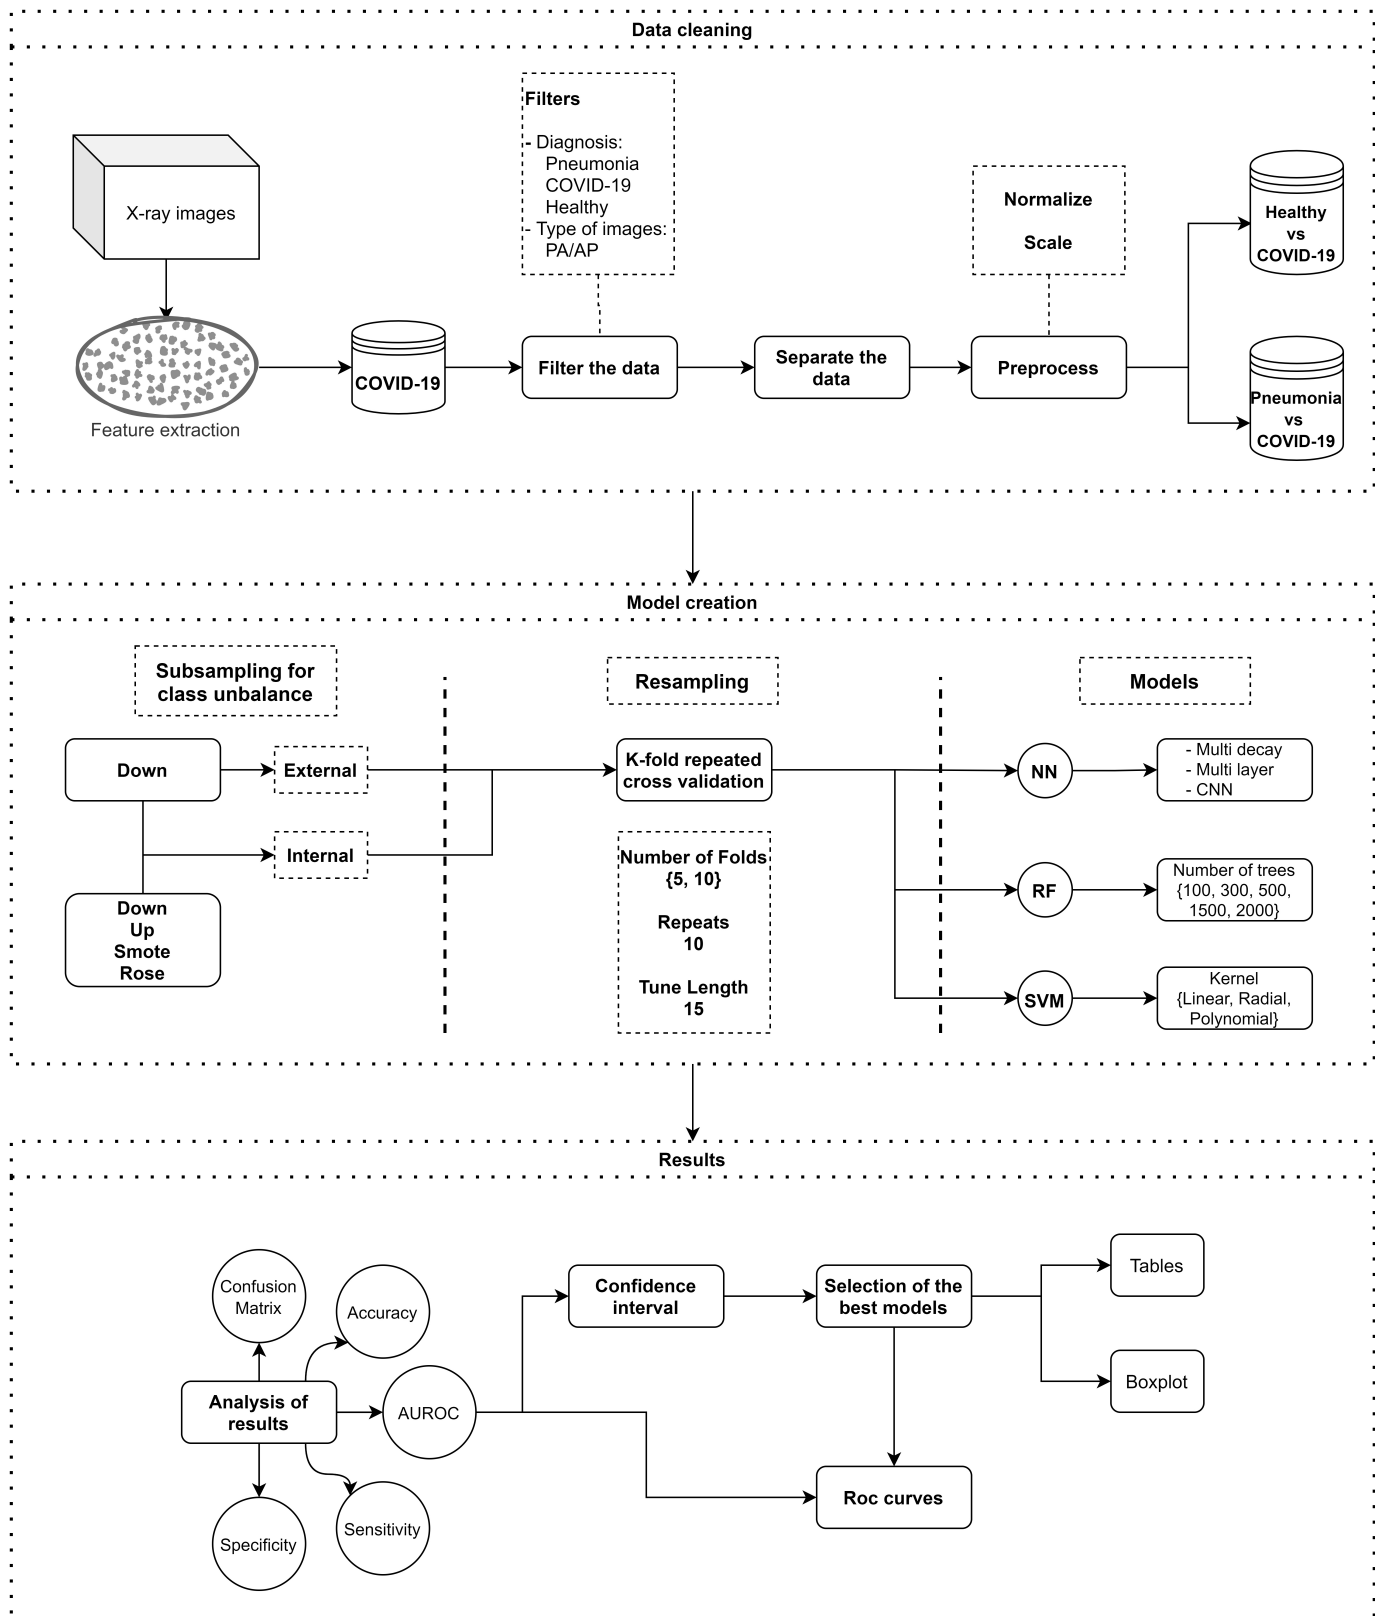 Data cleaning
Filters
- Diagnosis:
Pneumonia
COVID-19
Healthy
- Type of images:
PA/AP
X-ray images
Normalize
Scale
Healthy
vs
COVID-19
Feature extraction
COVID-19
Filter the data
Separate the
data
Preprocess
Pneumonia
vs
COVID-19
Model creation
Subsampling for
class unbalance
Resampling
Models
Down
External
Internal
Down
Up
Smote
Rose
K-fold repeated
cross validation
Number of Folds
{5, 10}
Repeats
10
Tune Length
15
NN
- Multi decay
- Multi layer
- CNN
RF
Number of trees
{100, 300, 500,
1500, 2000}
SVM
Kernel
{Linear, Radial,
Polynomial}
Results
Confusion
Matrix
Accuracy
Analysis of
results
AUROC
Specificity
Sensitivity
Confidence
interval
Selection of the
best models
Tables
Boxplot
Roc curves